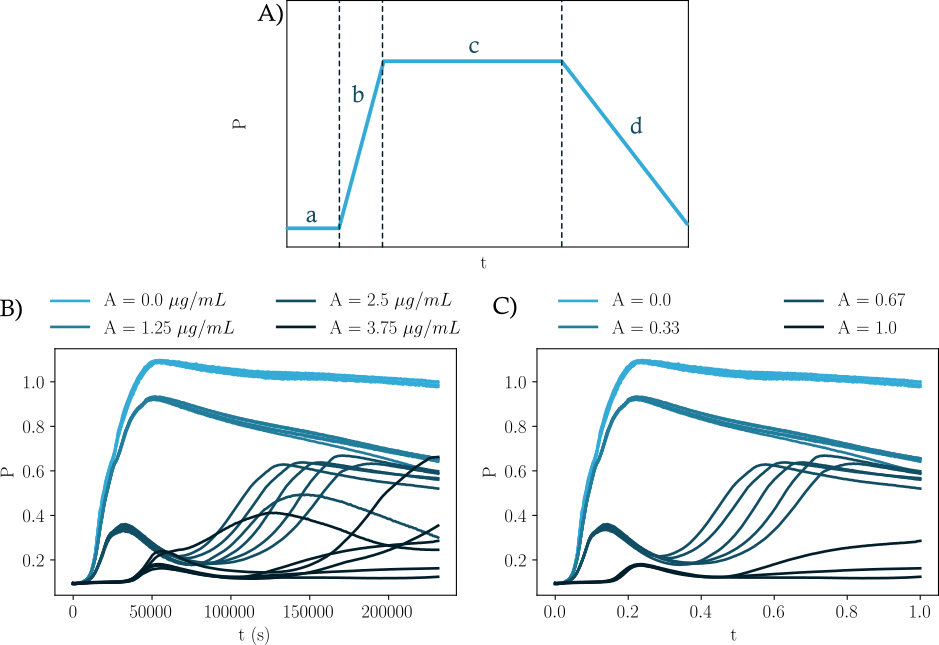 A)
c
b
P
d
a
t
B)
A = 0.0 μg/mL
A = 2.5 μg/mL
A = 1.25 μg/mL
A = 3.75 μg/mL
C)
A = 0.0
A = 0.67
A = 0.33
A = 1.0
1.0
0.8
0.6
P
0.4
0.2
0
50000
100000
150000
200000
t (s)
1.0
0.8
0.6
P
0.4
0.2
0.0
0.2
0.4
0.6
0.8
1.0
t